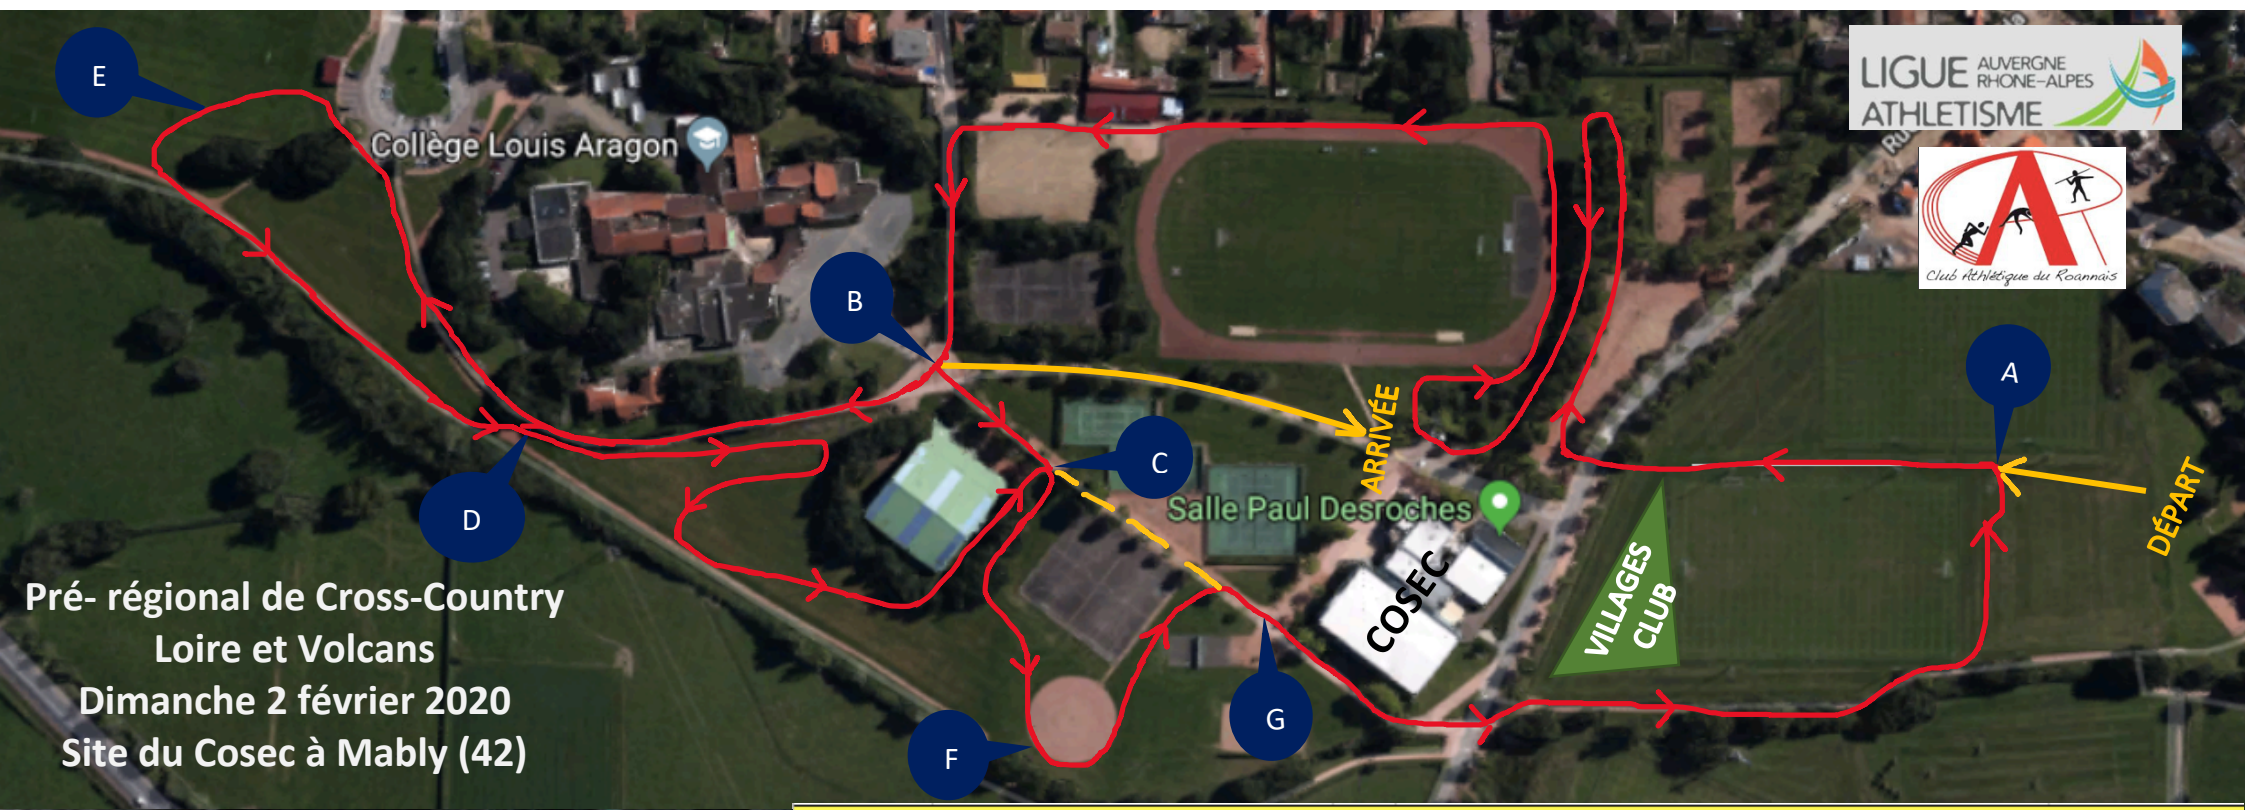 E
Collège Louis Aragon
LIGUE AUVERGNE RHONE-ALPES
ATHLETISME
Club Athlétique du Roannais
B
A
C
D
ARRIVÉE
DÉPART
Salle Paul Desroches
COSEC
VILLAGES
CLUB
F
G
Pré- régional de Cross-Country
Loire et Volcans
Dimanche 2 février 2020
Site du Cosec à Mably (42)